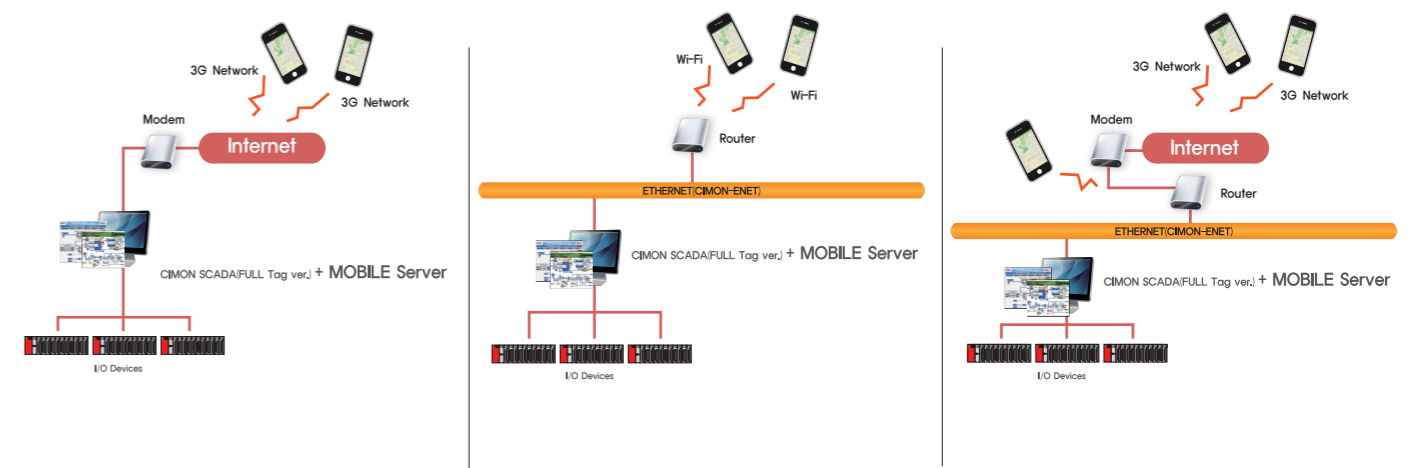 3G Network
3G Network
Modem
Internet
CIMON SCADA(FULL Tag ver.) + MOBILE Server
I/O Devices
Wi-Fi
Wi-Fi
Router
ETHERNET(CIMON-ENET)
CIMON SCADA(FULL Tag ver.) + MOBILE Server
I/O Devices
3G Network
3G Network
Modem
Internet
Router
ETHERNET(CIMON-ENET)
CIMON SCADA(FULL Tag ver.) + MOBILE Server
I/O Devices